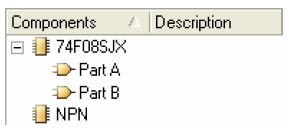 Components Description
74F08SJX
Part A
Part B
NPN